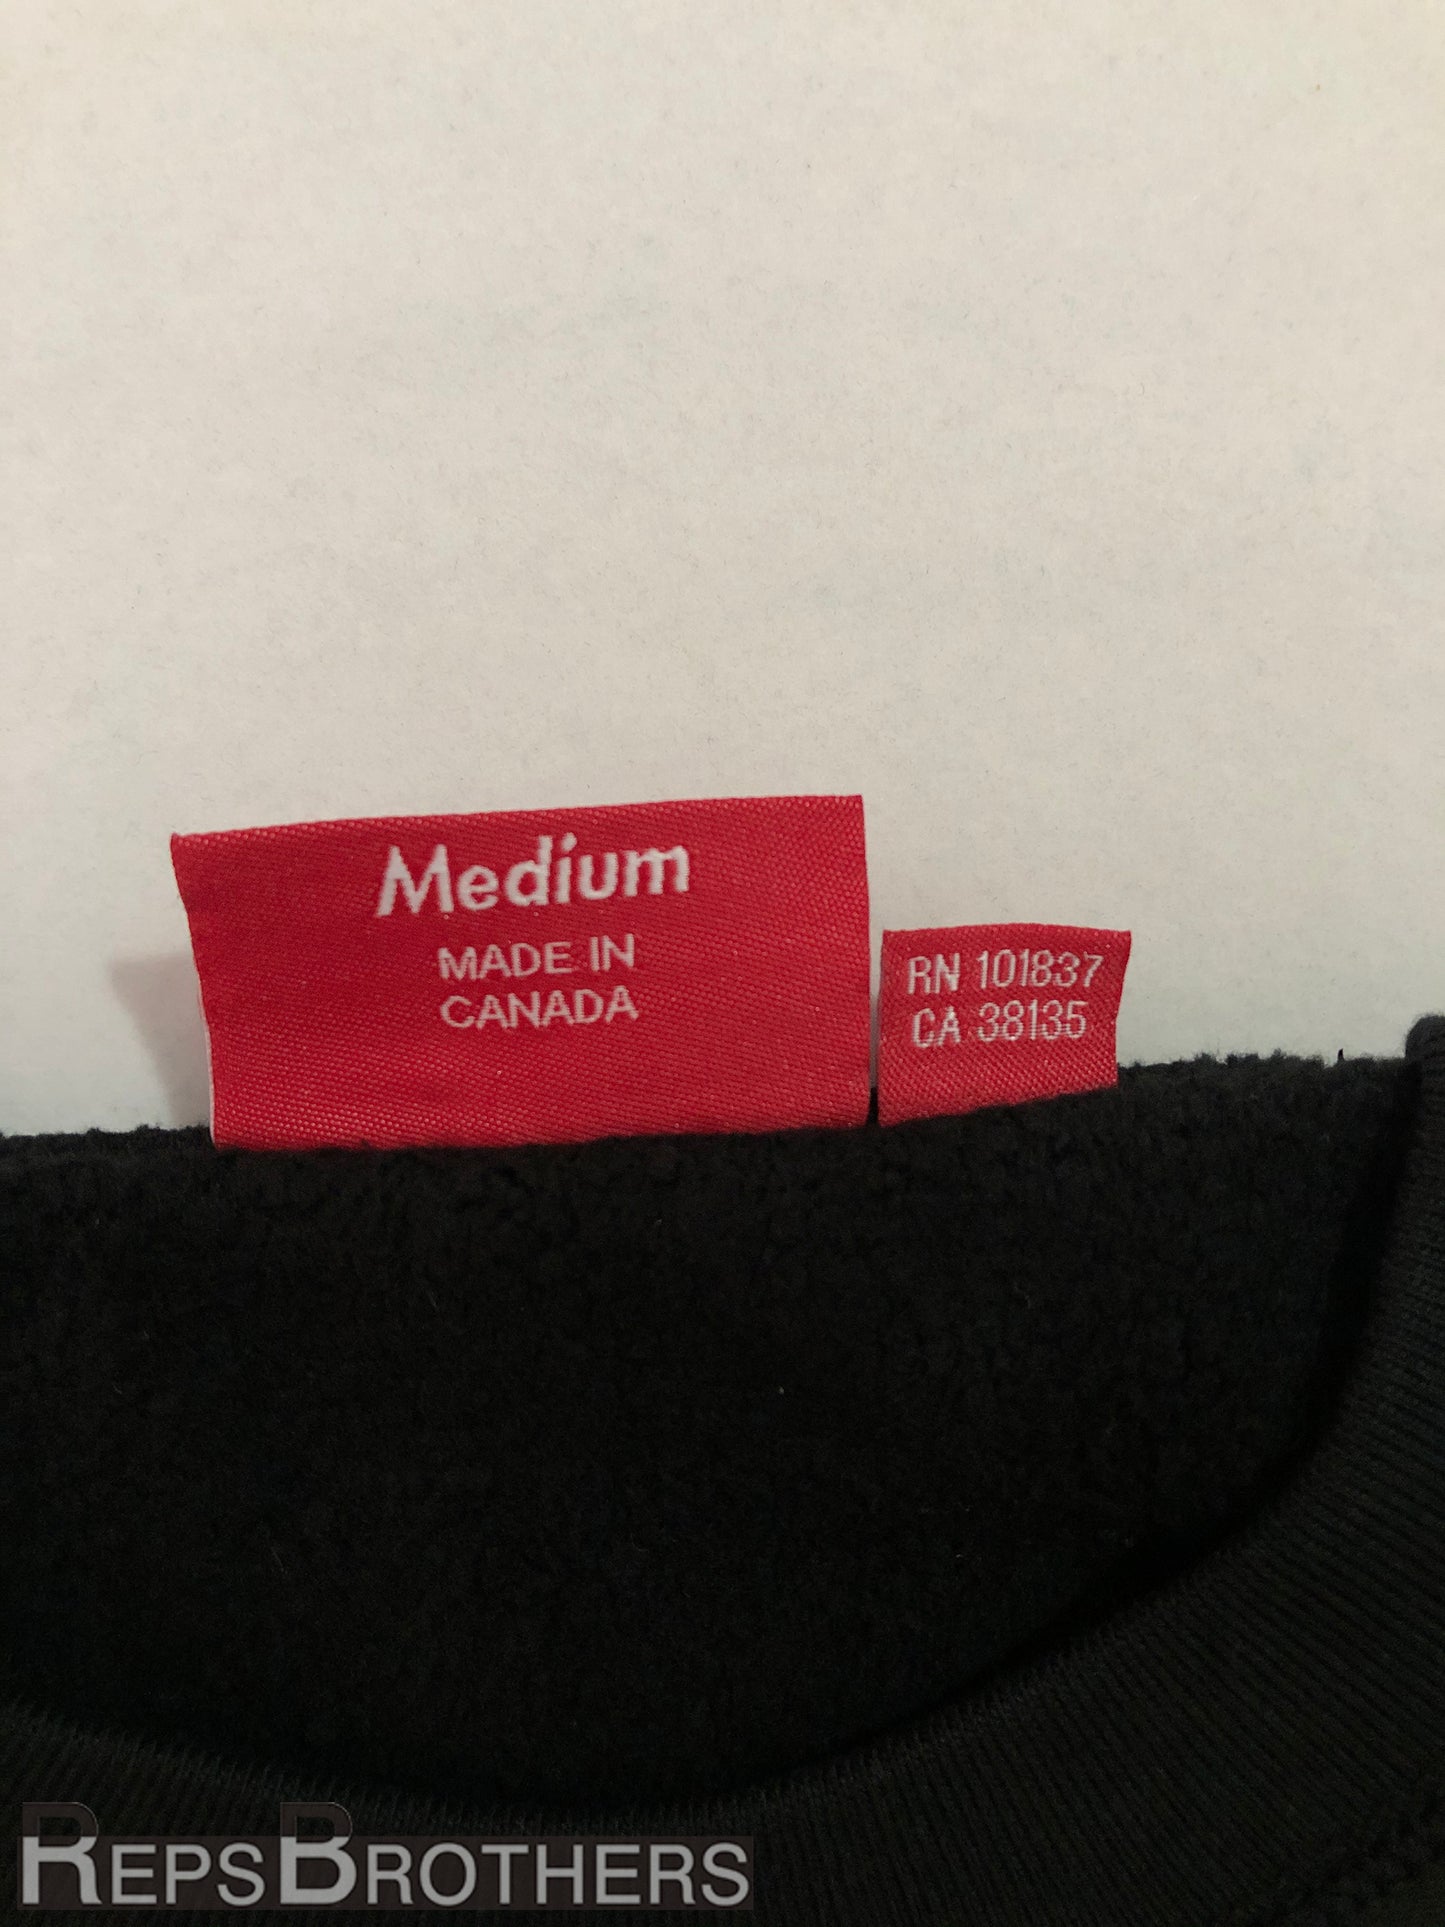 Medium
MADE IN
CANADA
RN 101837
CA 38135
REPSBROTHERS